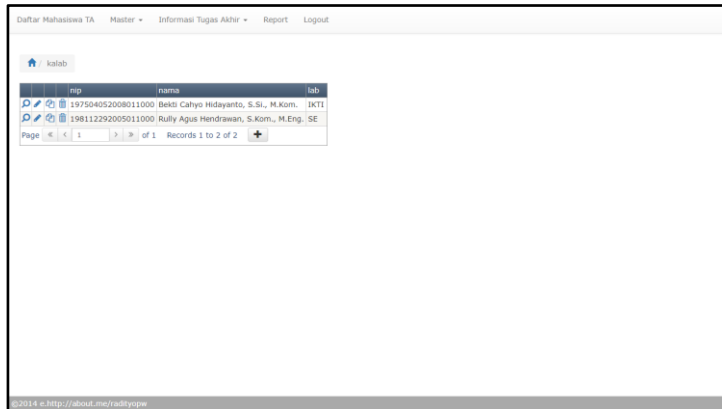 Daftar Mahasiswa TA Master Informasi Tugas Akhir Report Logout
/ kalab
nip nama lab
197504052008011000 Bekti Cahyo Hidayanto, S.Si., M.Kom. IKTI
198112292005011000 Rully Agus Hendrawan, S.Kom., M.Eng. SE
Page 1 of 1 Records 1 to 2 of 2
©2014 e.http://about.me/radityopw